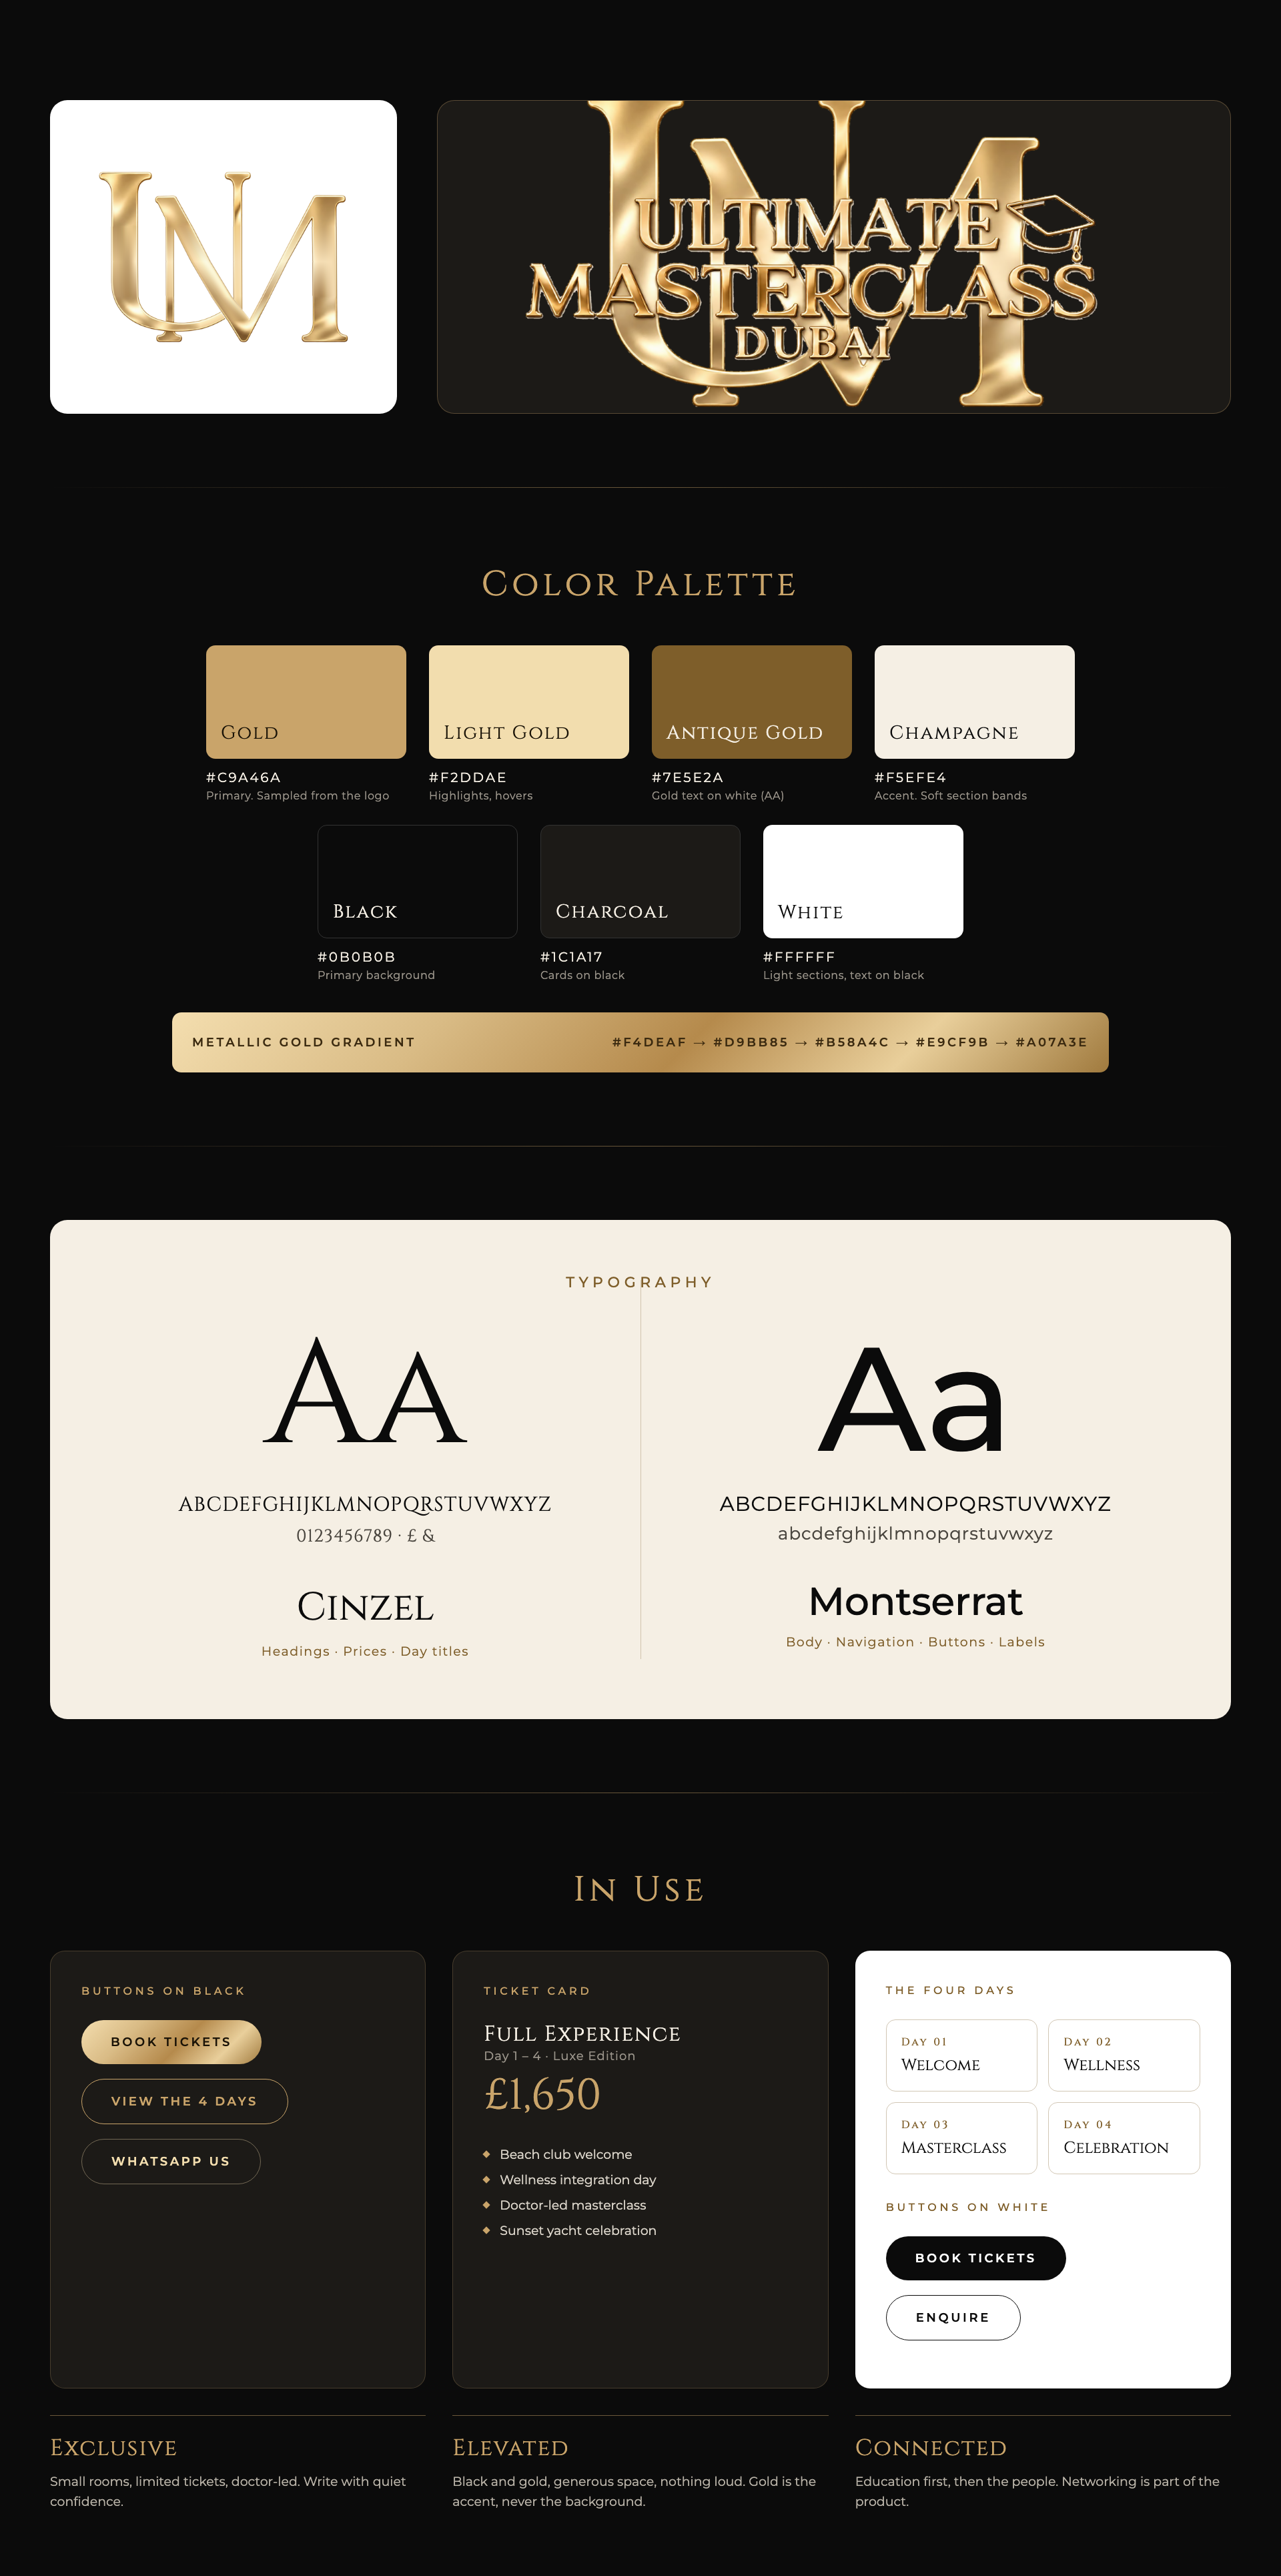 UM
ULTIMATE
MASTERCLASS
DUBAI
Color Palette
Gold
Light Gold
Antique Gold
Champagne
#C9A46A
#F2DDAE
#7E5E2A
#F5EFE4
Primary. Sampled from the logo
Highlights, hovers
Gold text on white (AA)
Accent. Soft section bands
Black
Charcoal
White
#0B0B0B
#1C1A17
#FFFFFF
Primary background
Cards on black
Light sections, text on black
METALLIC GOLD GRADIENT
#F4DEAF → #D9BB85 → #B58A4C → #E9CF9B → #A07A3E
TYPOGRAPHY
Aa
ABCDEFGHIJKLMNOPQRSTUVWXYZ
0123456789 · £ &
Cinzel
Headings · Prices · Day titles
Aa
ABCDEFGHIJKLMNOPQRSTUVWXYZ
abcdefghijklmnopqrstuvwxyz
Montserrat
Body · Navigation · Buttons · Labels
In Use
BUTTONS ON BLACK
BOOK TICKETS
VIEW THE 4 DAYS
WHATSAPP US
TICKET CARD
Full Experience
Day 1 – 4 · Luxe Edition
£1,650
Beach club welcome
Wellness integration day
Doctor-led masterclass
Sunset yacht celebration
THE FOUR DAYS
Day 01
Welcome
Day 02
Wellness
Day 03
Masterclass
Day 04
Celebration
BUTTONS ON WHITE
BOOK TICKETS
ENQUIRE
Exclusive
Small rooms, limited tickets, doctor-led. Write with quiet
confidence.
Elevated
Black and gold, generous space, nothing loud. Gold is the
accent, never the background.
Connected
Education first, then the people. Networking is part of the
product.